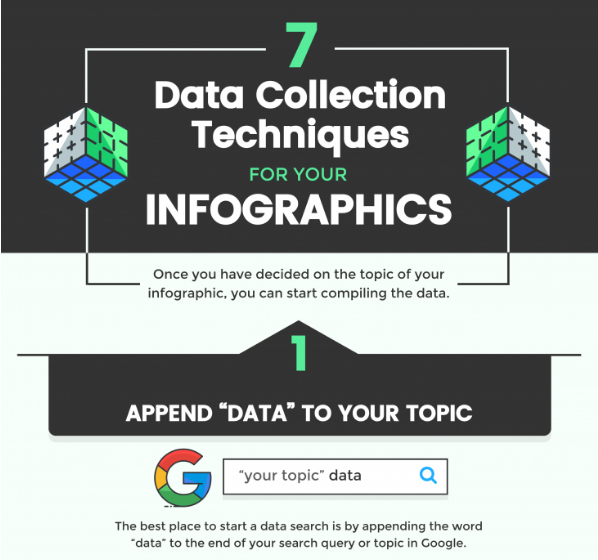 7
Data Collection
Techniques
FOR YOUR
INFOGRAPHICS
Once you have decided on the topic of your
infographic, you can start compiling the data.
1
APPEND “DATA” TO YOUR TOPIC
G
“your topic” data
The best place to start a data search is by appending the word
“data” to the end of your search query or topic in Google.